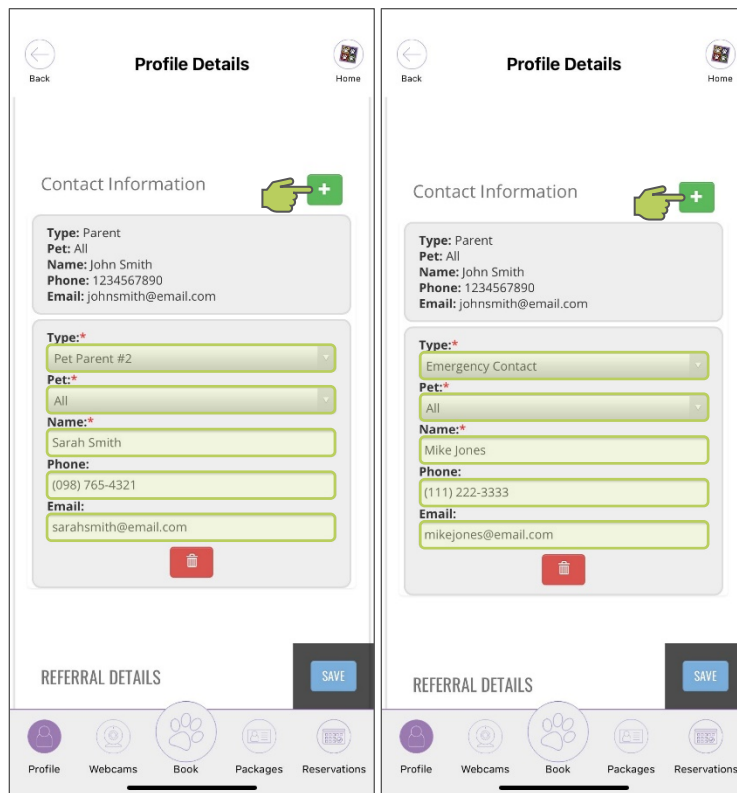 Profile Details
Back
Home
Contact Information
+
Type: Parent
Pet: All
Name: John Smith
Phone: 1234567890
Email: johnsmith@email.com
Type:*
Pet Parent #2
Pet:*
All
Name:*
Sarah Smith
Phone:
(098) 765-4321
Email:
sarahsmith@email.com
REFERRAL DETAILS
SAVE
Profile
Webcams
Book
Packages
Reservations
Profile Details
Back
Home
Contact Information
+
Type: Parent
Pet: All
Name: John Smith
Phone: 1234567890
Email: johnsmith@email.com
Type:*
Emergency Contact
Pet:*
All
Name:*
Mike Jones
Phone:
(111) 222-3333
Email:
mikejones@email.com
REFERRAL DETAILS
SAVE
Profile
Webcams
Book
Packages
Reservations